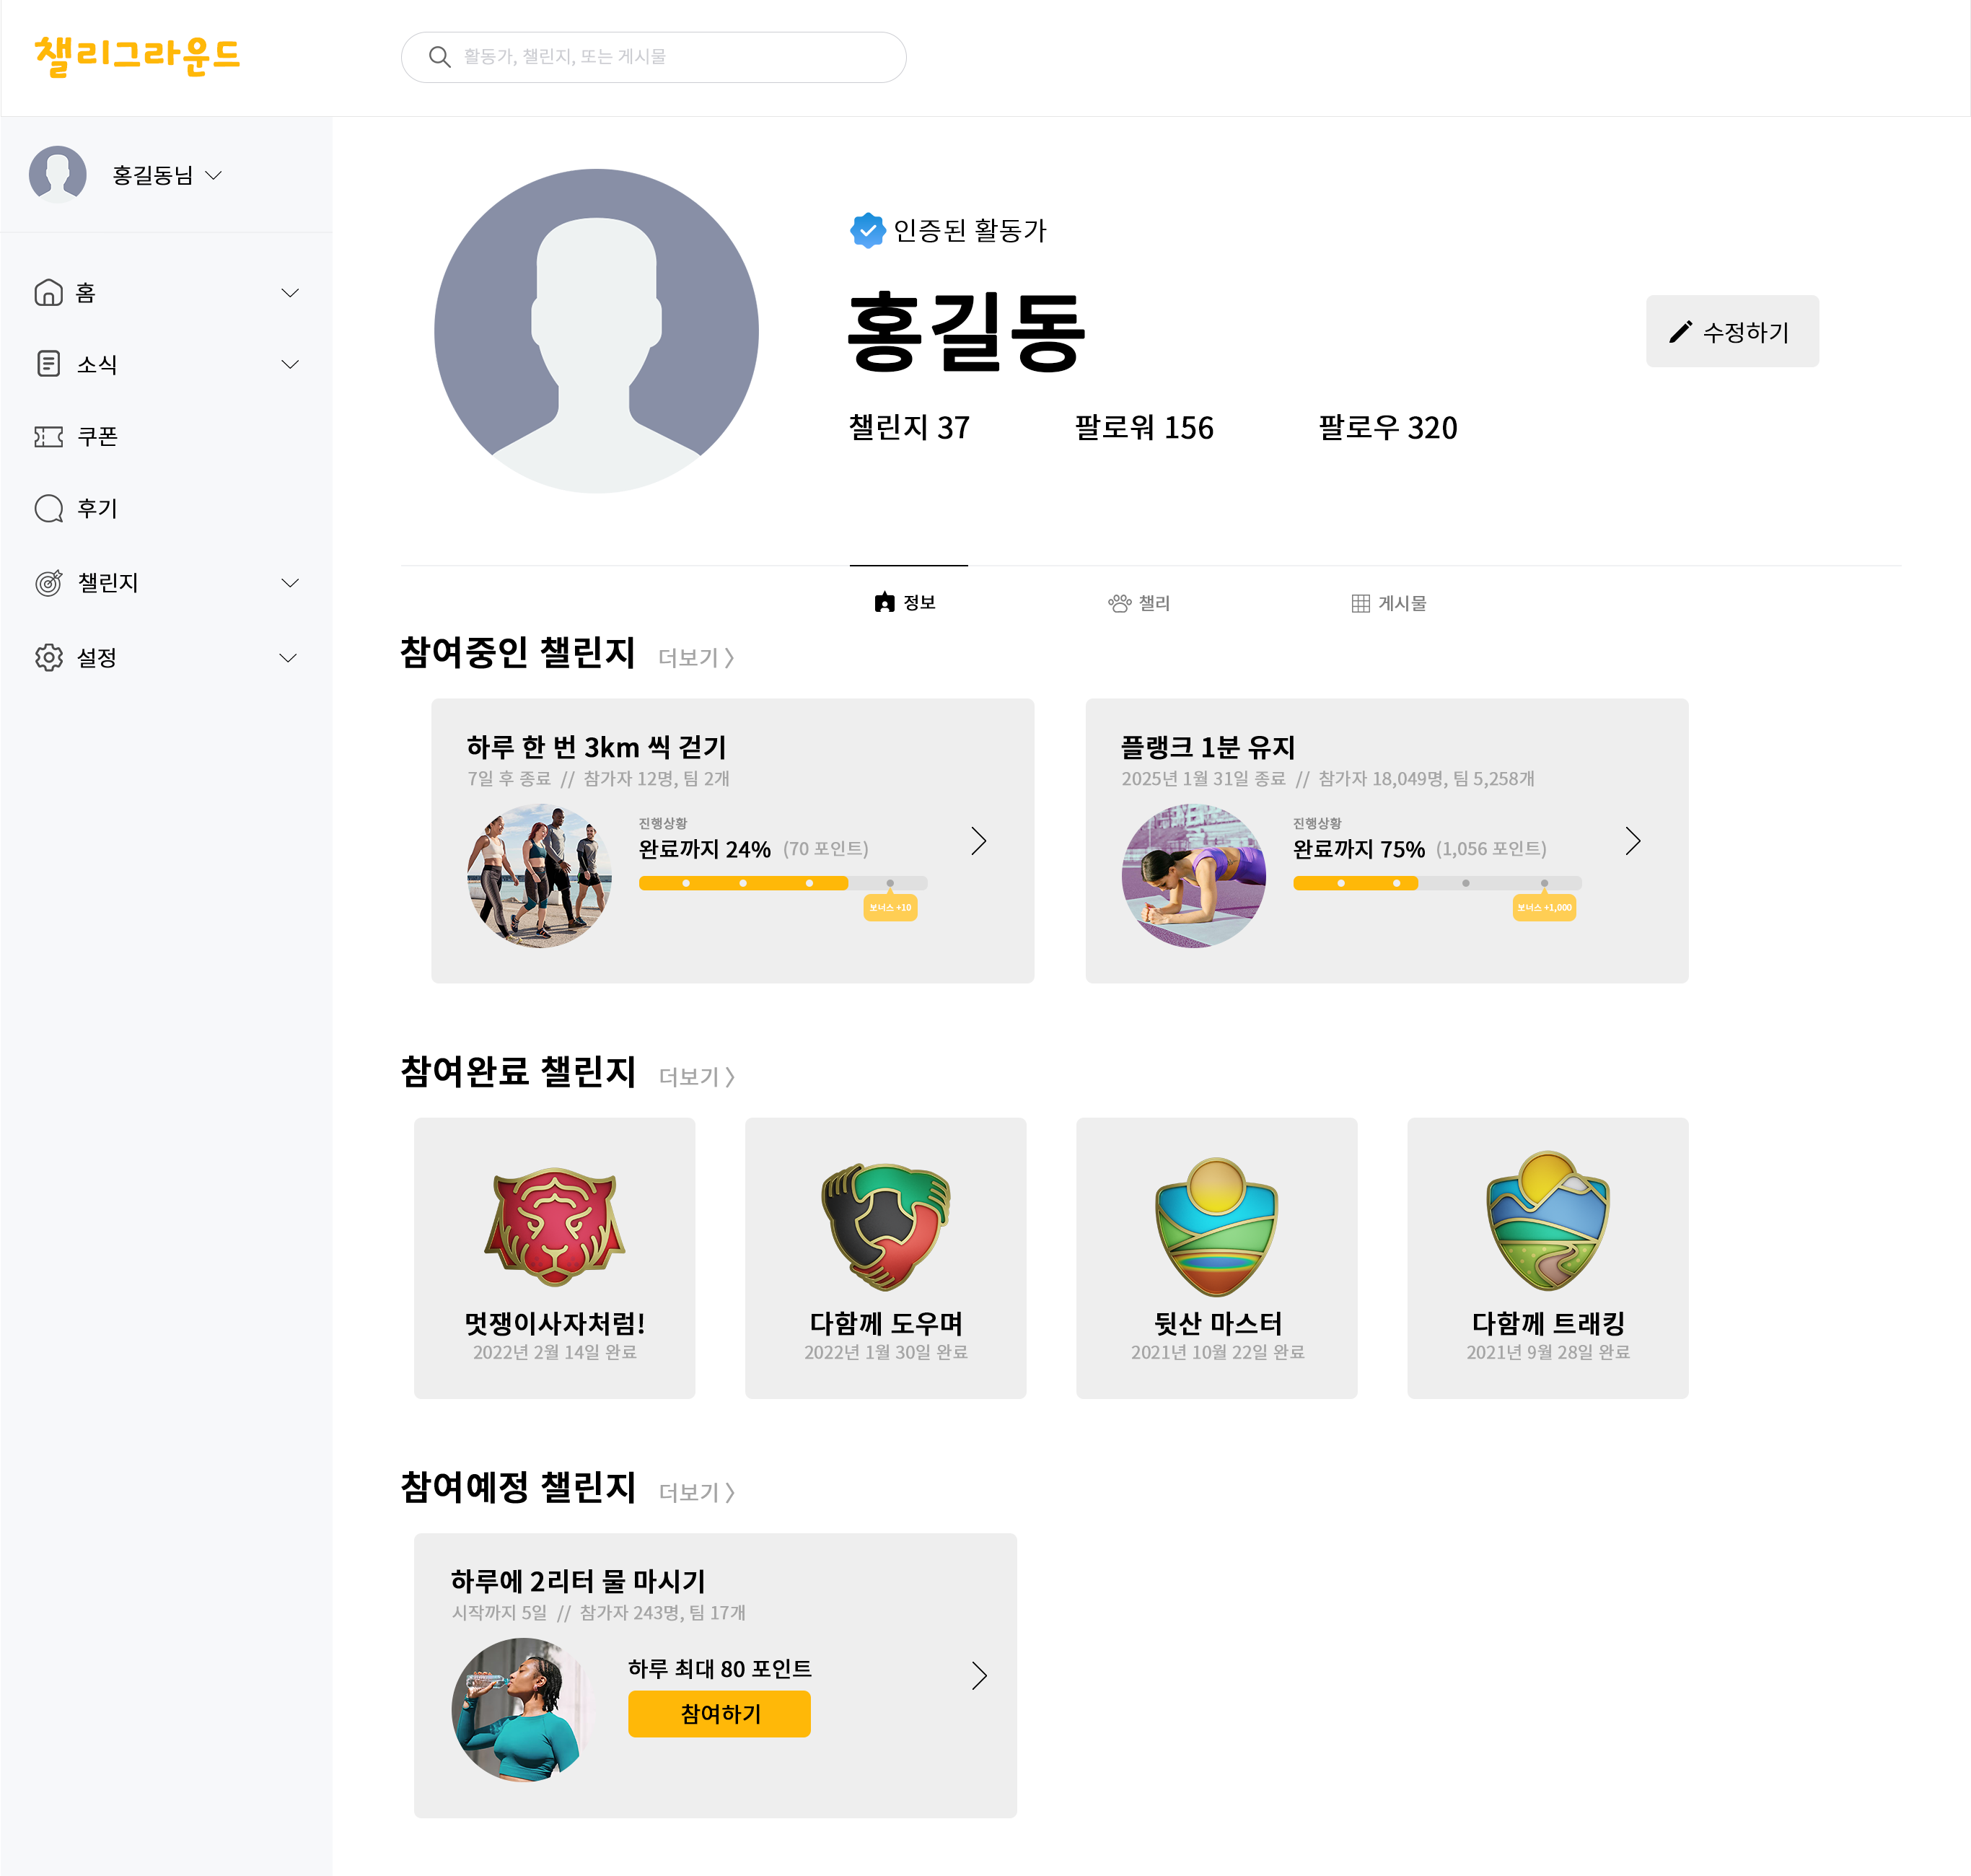 챌리그라운드
활동가, 챌린지, 또는 게시물
홍길동님
홈
소식
쿠폰
후기
챌린지
설정
인증된 활동가
홍길동
수정하기
챌린지 37
팔로워 156
팔로우 320
정보
챌리
게시물
참여중인 챌린지
더보기
하루 한 번 3km 씩 걷기
7일 후 종료 // 참가자 12명, 팀 2개
진행상황
완료까지 24% (70 포인트)
보너스 +10
플랭크 1분 유지
2025년 1월 31일 종료 // 참가자 18,049명, 팀 5,258개
진행상황
완료까지 75% (1,056 포인트)
보너스 +1,000
참여완료 챌린지
더보기
멋쟁이사자처럼!
2022년 2월 14일 완료
다함께 도우며
2022년 1월 30일 완료
뒷산 마스터
2021년 10월 22일 완료
다함께 트래킹
2021년 9월 28일 완료
참여예정 챌린지
더보기
하루에 2리터 물 마시기
시작까지 5일 // 참가자 243명, 팀 17개
하루 최대 80 포인트
참여하기